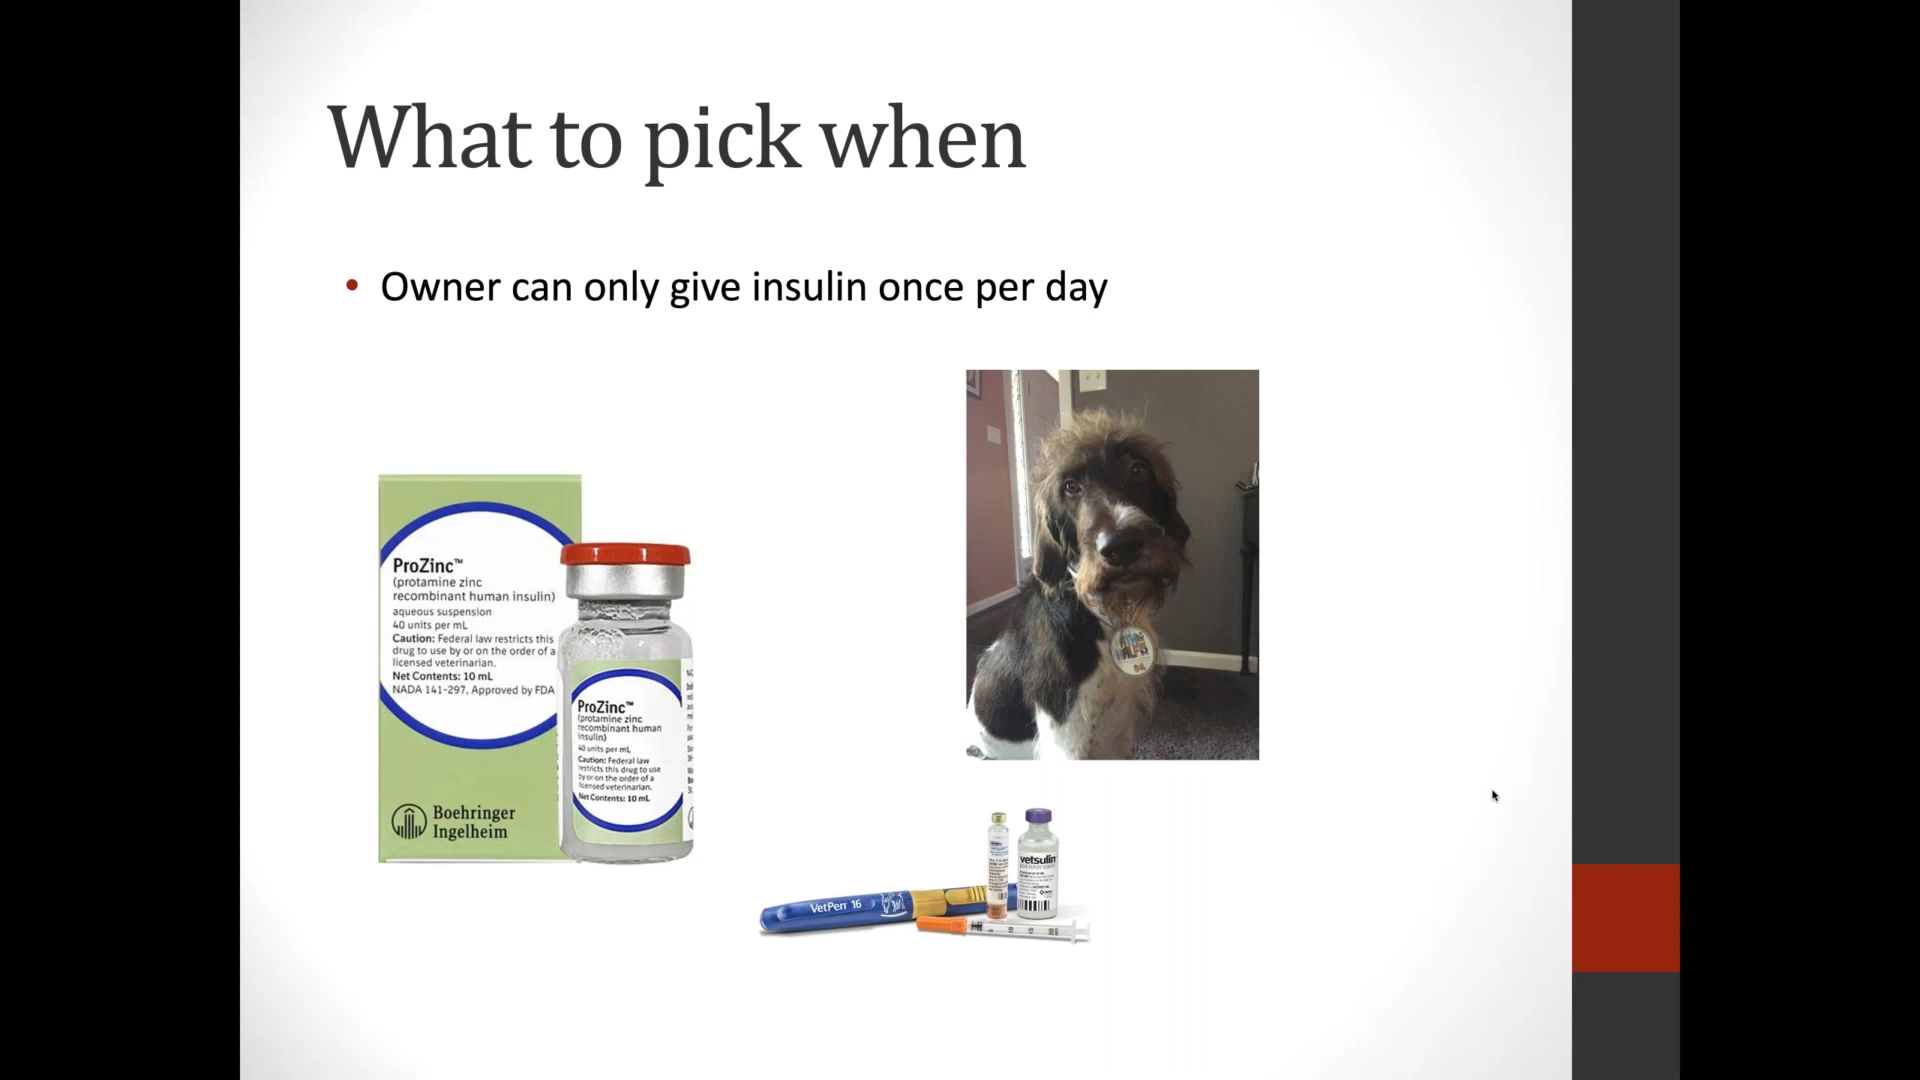 What to pick when
• Owner can only give insulin once per day
ProZinc™
(protamine zinc
recombinant human insulin)
aqueous suspension
40 units per mL
Caution: Federal law restricts this
drug to use by or on the order of a
licensed veterinarian.
Net Contents: 10 mL
NADA 141-297, Approved by FDA
Boehringer
Ingelheim
ProZinc™
(protamine zinc
recombinant human
insulin)
40 units per mL
Caution: Federal law
restricts this drug to use
by or on the order of a
licensed veterinarian.
Net Contents: 10 mL
VetPen 16
vetsulin
5 10 15 20